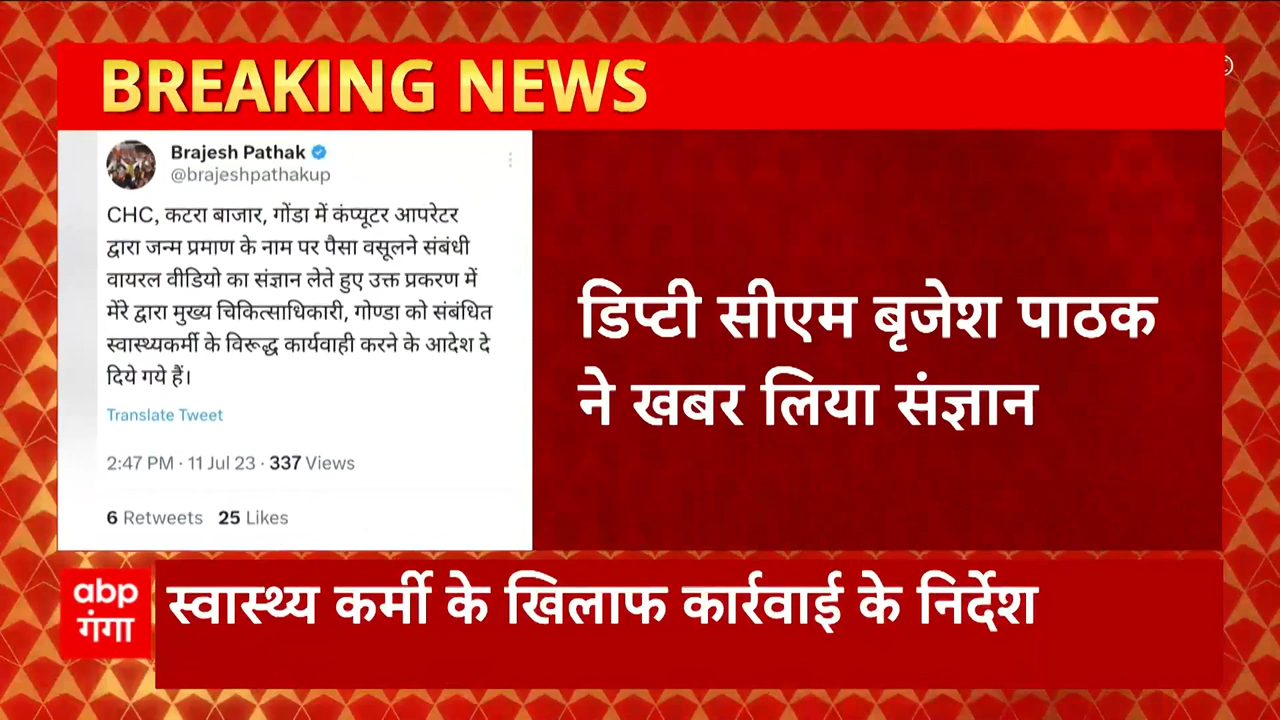 BREAKING NEWS
Brajesh Pathak
@brajeshpathakup
CHC, कटरा बाजार, गोंडा में कंप्यूटर आपरेटर
द्वारा जन्म प्रमाण के नाम पर पैसा वसूलने संबंधी
वायरल वीडियो का संज्ञान लेते हुए उक्त प्रकरण में
मेरे द्वारा मुख्य चिकित्साधिकारी, गोण्डा को संबंधित
स्वास्थ्यकर्मी के विरूद्ध कार्यवाही करने के आदेश दे
दिये गये हैं।
Translate Tweet
2:47 PM · 11 Jul 23 · 337 Views
6 Retweets 25 Likes
डिप्टी सीएम बृजेश पाठक
ने खबर लिया संज्ञान
abp
गंगा
स्वास्थ्य कर्मी के खिलाफ कार्रवाई के निर्देश